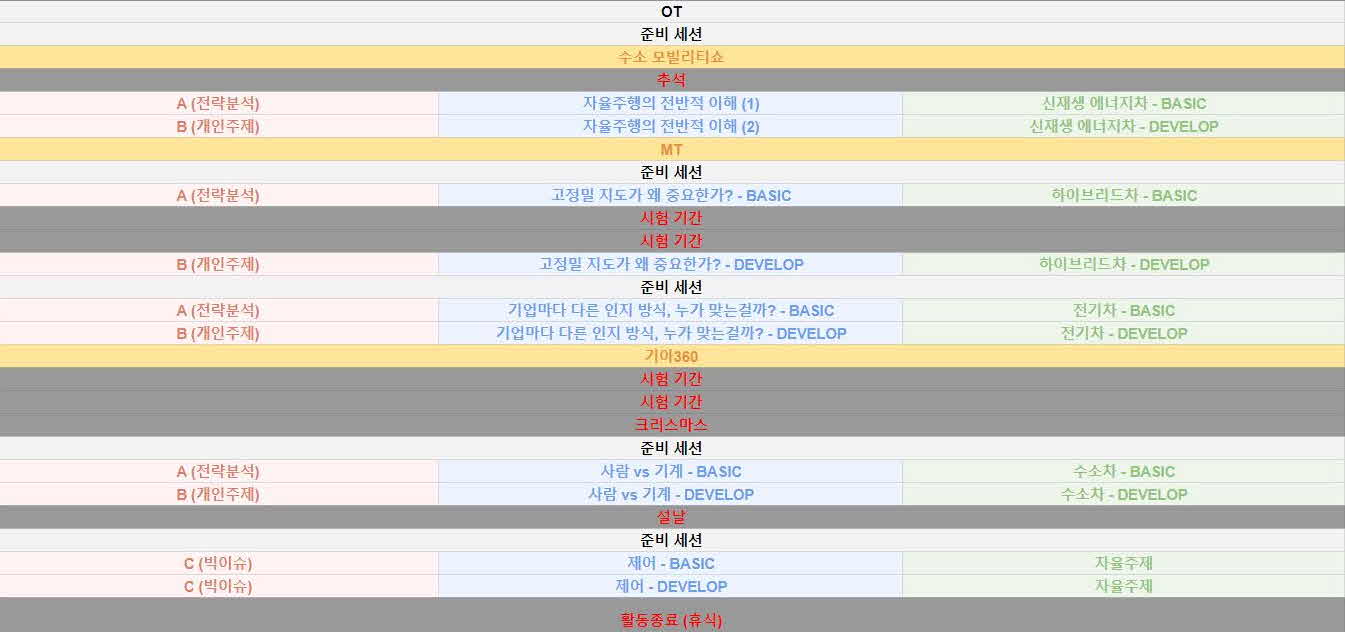 OT
준비 세션
수소 모빌리티쇼
추석
A (전략분석) 자율주행의 전반적 이해 (1) 신재생 에너지차 - BASIC
B (개인주제) 자율주행의 전반적 이해 (2) 신재생 에너지차 - DEVELOP
MT
준비 세션
A (전략분석) 고정밀 지도가 왜 중요한가? - BASIC 하이브리드차 - BASIC
시험 기간
시험 기간
B (개인주제) 고정밀 지도가 왜 중요한가? - DEVELOP 하이브리드차 - DEVELOP
준비 세션
A (전략분석) 기업마다 다른 인지 방식, 누가 맞는걸까? - BASIC 전기차 - BASIC
B (개인주제) 기업마다 다른 인지 방식, 누가 맞는걸까? - DEVELOP 전기차 - DEVELOP
기아360
시험 기간
시험 기간
크리스마스
준비 세션
A (전략분석) 사람 vs 기계 - BASIC 수소차 - BASIC
B (개인주제) 사람 vs 기계 - DEVELOP 수소차 - DEVELOP
설날
준비 세션
C (빅이슈) 제어 - BASIC 자율주제
C (빅이슈) 제어 - DEVELOP 자율주제
활동종료 (휴식)